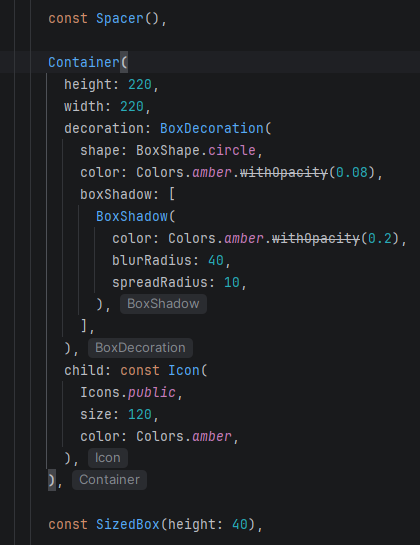 const Spacer(),
Container(
height: 220,
width: 220,
decoration: BoxDecoration(
shape: BoxShape.circle,
color: Colors.amber.withOpacity(0.08),
boxShadow: [
BoxShadow(
color: Colors.amber.withOpacity(0.2),
blurRadius: 40,
spreadRadius: 10,
), BoxShadow
],
), BoxDecoration
child: const Icon(
Icons.public,
size: 120,
color: Colors.amber,
), Icon
), Container
const SizedBox(height: 40),